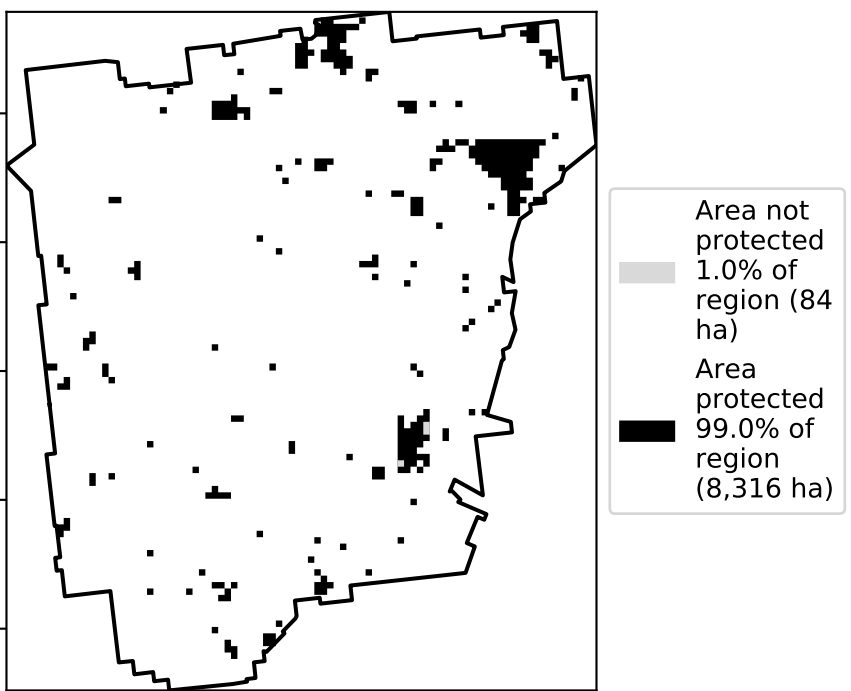 Area not
protected
1.0% of
region (84
ha)
Area
protected
99.0% of
region
(8,316 ha)